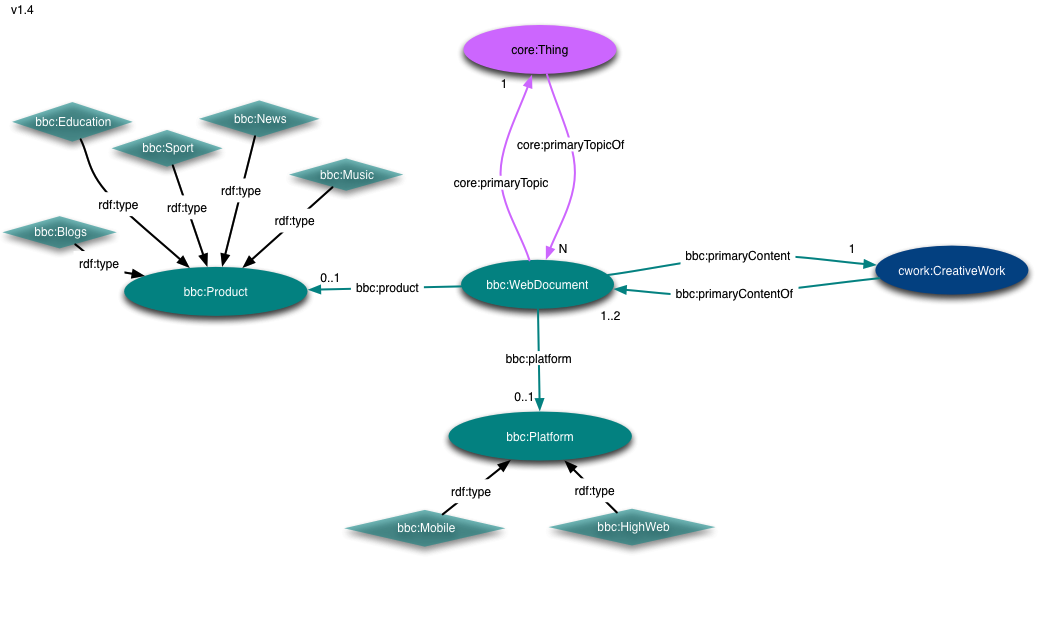 v1.4
core:Thing
1
bbc:Education
bbc:News
bbc:Sport
core:primaryTopicOf
bbc:Music
core:primaryTopic
rdf:type
rdf:type
rdf:type
rdf:type
bbc:Blogs
rdf:type
N
1
bbc:primaryContent
0..1
bbc:Product
bbc:product
bbc:WebDocument
cwork:CreativeWork
bbc:primaryContentOf
1..2
bbc:platform
0..1
bbc:Platform
rdf:type
rdf:type
bbc:Mobile
bbc:HighWeb